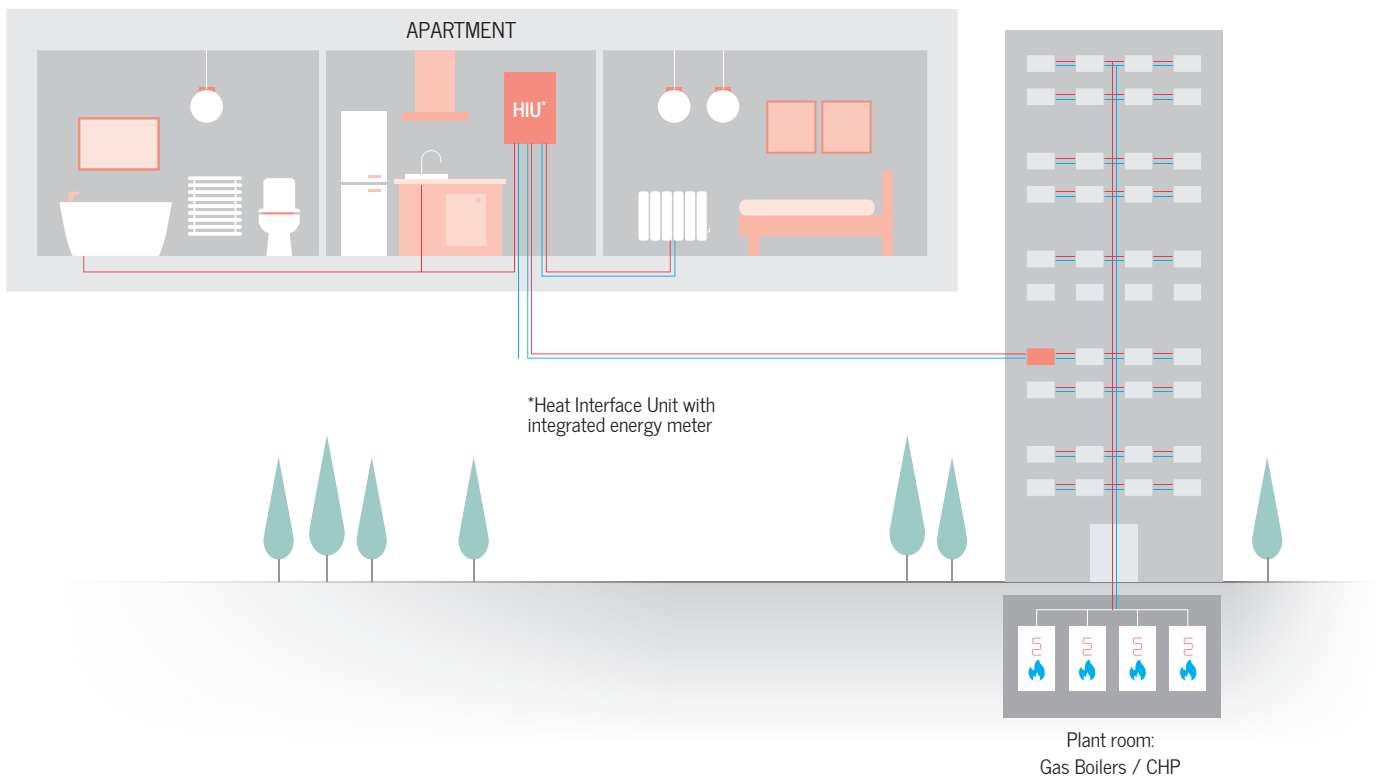 APARTMENT
HIU*
*Heat Interface Unit with
integrated energy meter
Plant room:
Gas Boilers / CHP